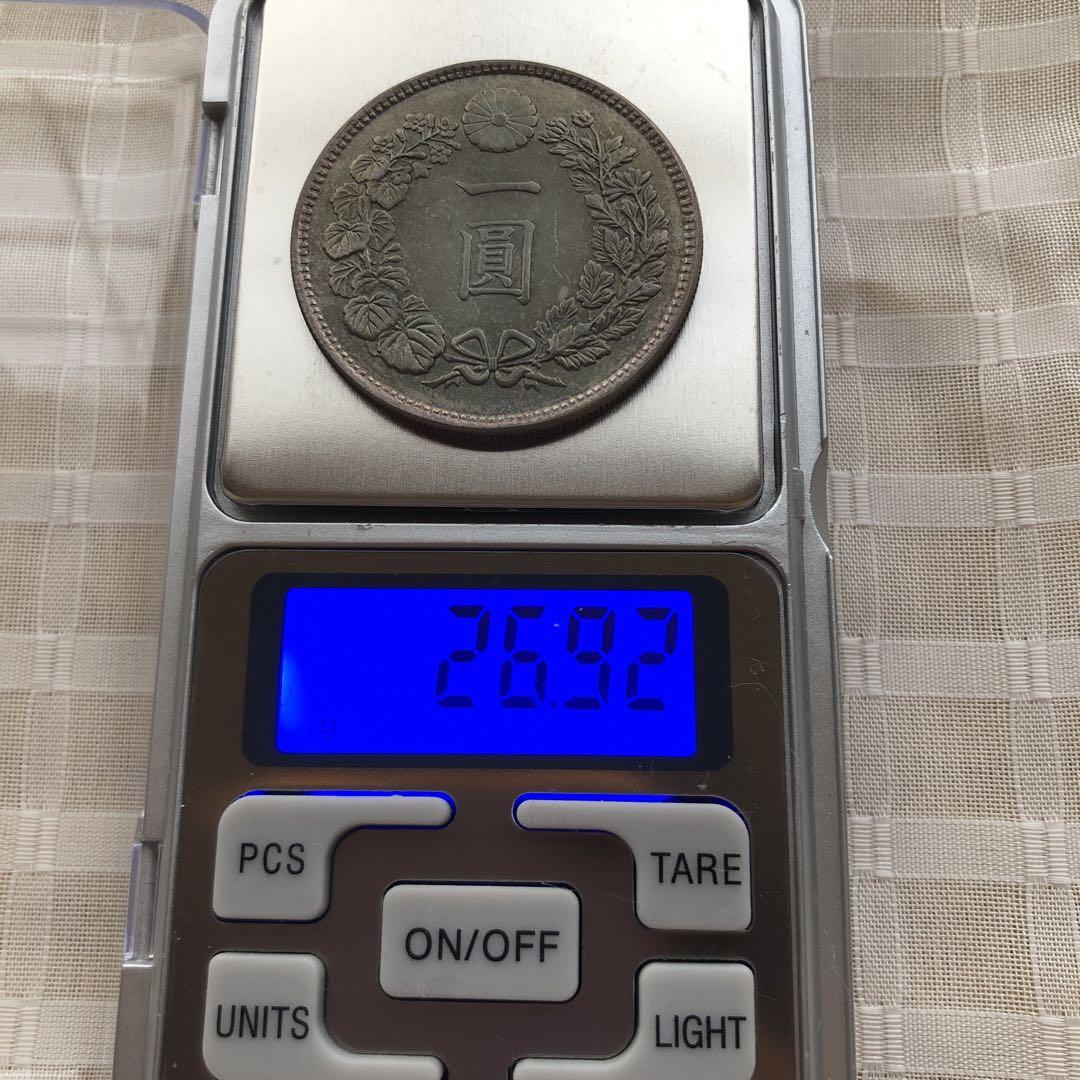 一
圓
26.92
g
PCS
TARE
ON/OFF
UNITS
LIGHT